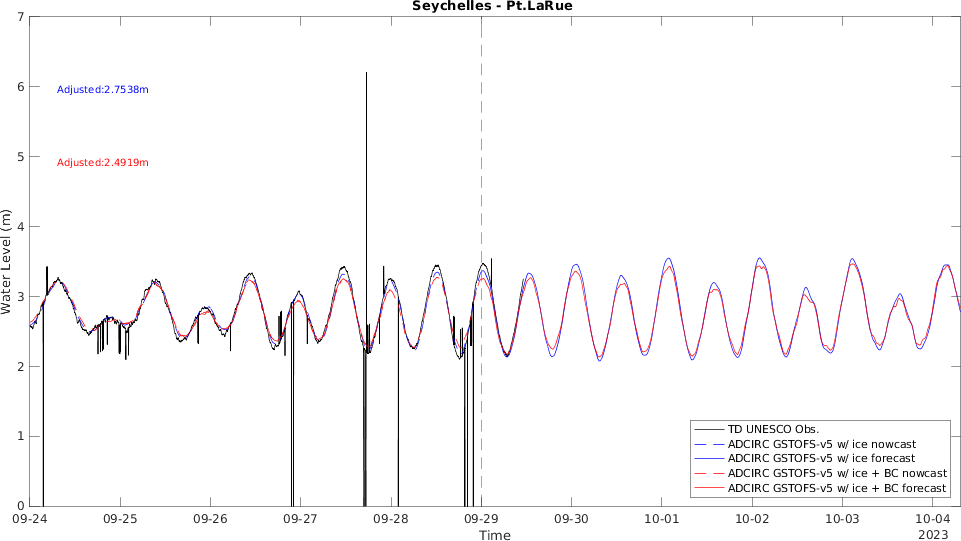 Seychelles - Pt.LaRue
7
6
5
4
3
2
1
0
Water Level (m)
Adjusted:2.7538m
Adjusted:2.4919m
TD UNESCO Obs.
ADCIRC GSTOFS-v5 w/ ice nowcast
ADCIRC GSTOFS-v5 w/ ice forecast
ADCIRC GSTOFS-v5 w/ ice + BC nowcast
ADCIRC GSTOFS-v5 w/ ice + BC forecast
09-24 09-25 09-26 09-27 09-28 09-29 09-30 10-01 10-02 10-03 10-04
Time
2023